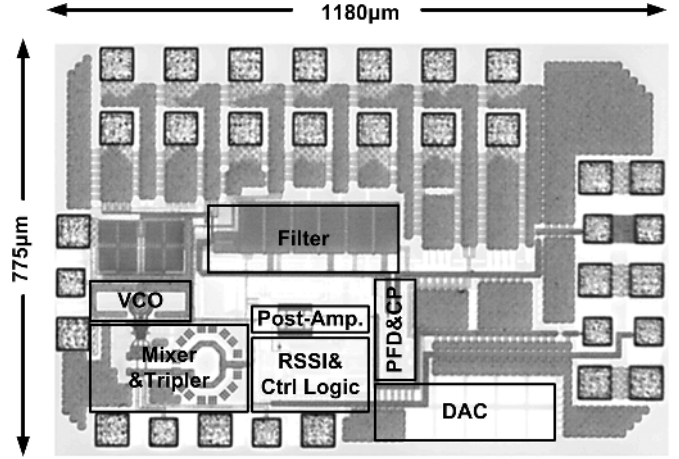 1180μm
775μm
Filter
VCO
Post-Amp.
PFD&CP
Mixer
&Tripler
RSSI&
Ctrl Logic
DAC